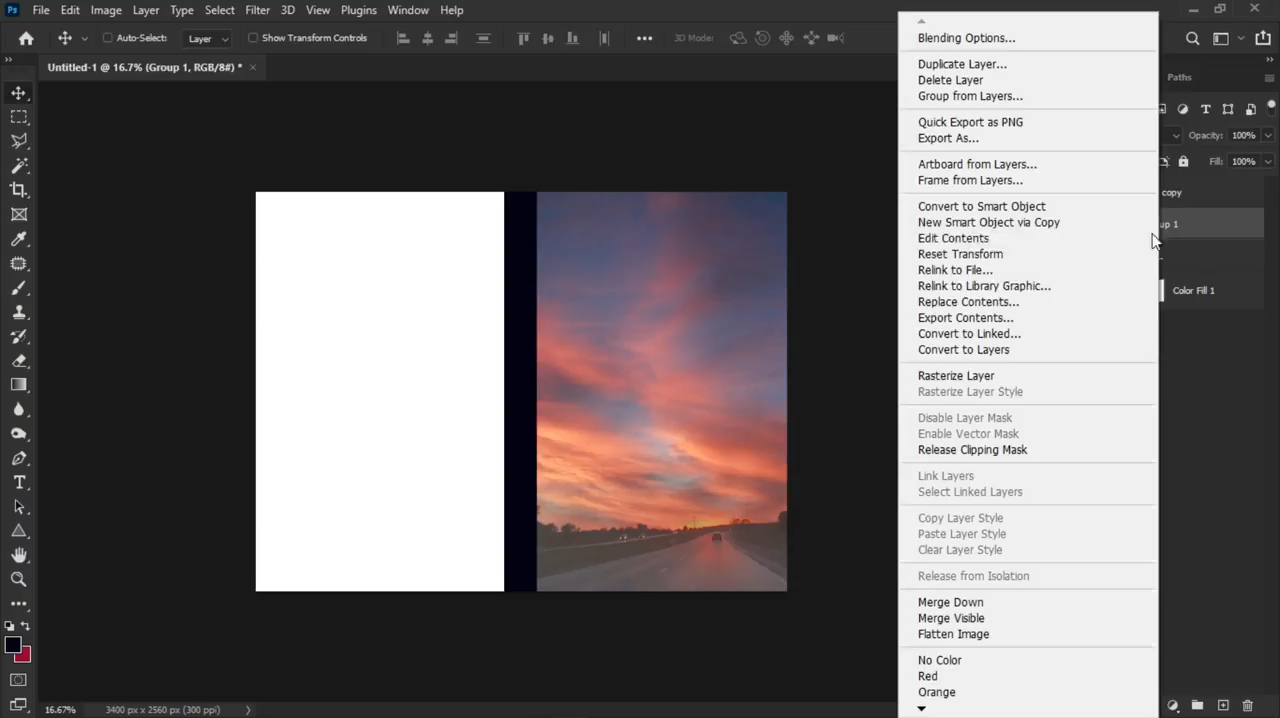 Ps File Edit Image Layer Type Select Filter 3D View Plugins Window Help
Auto-Select: Layer Show Transform Controls 3D Mode:
Untitled-1 @ 16.7% (Group 1, RGB/8#) *
Paths
Opacity: 100%
Fill: 100%
copy
up 1
Color Fill 1
Blending Options...
Duplicate Layer...
Delete Layer
Group from Layers...
Quick Export as PNG
Export As...
Artboard from Layers...
Frame from Layers...
Convert to Smart Object
New Smart Object via Copy
Edit Contents
Reset Transform
Relink to File...
Relink to Library Graphic...
Replace Contents...
Export Contents...
Convert to Linked...
Convert to Layers
Rasterize Layer
Rasterize Layer Style
Disable Layer Mask
Enable Vector Mask
Release Clipping Mask
Link Layers
Select Linked Layers
Copy Layer Style
Paste Layer Style
Clear Layer Style
Release from Isolation
Merge Down
Merge Visible
Flatten Image
No Color
Red
Orange
16.67% 3400 px x 2560 px (300 ppi)